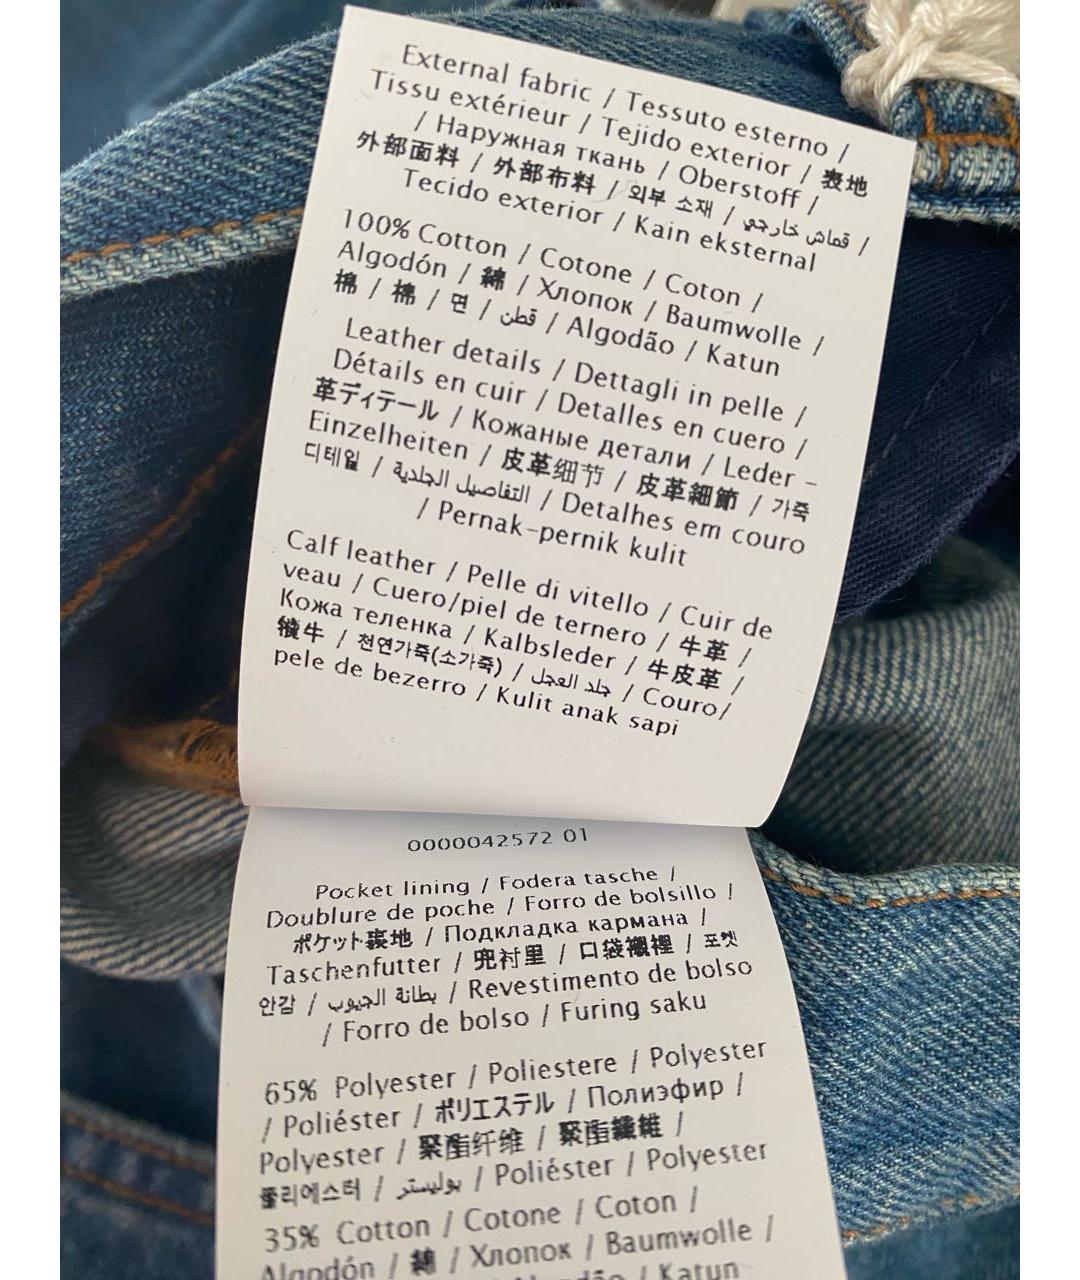 External fabric / Tessuto esterno /
Tissu extérieur / Tejido exterior / 表地
/ Наружная ткань / Oberstoff /
外部面料 / 外部布料 / 외부 소재 / قماش خارجي /
Tecido exterior / Kain eksternal
100% Cotton / Cotone / Coton /
Algodón / 綿 / Хлопок / Baumwolle /
棉 / 棉 / 면 / قطن / Algodão / Katun
Leather details / Dettagli in pelle /
Détails en cuir / Detalles en cuero /
革ディテール / Кожаные детали / Leder -
Einzelheiten / 皮革细节 / 皮革細節 / 가죽
디테일 / التفاصيل الجلدية / Detalhes em couro
/ Pernak-pernik kulit
Calf leather / Pelle di vitello / Cuir de
veau / Cuero/piel de ternero / 牛革 /
Кожа теленка / Kalbsleder / 牛皮革 /
犢牛 / 천연가죽(소가죽) / جلد العجل / Couro/
pele de bezerro / Kulit anak sapi
0000042572 01
Pocket lining / Fodera tasche /
Doublure de poche / Forro de bolsillo /
ポケット裏地 / Подкладка кармана /
Taschenfutter / 兜衬里 / 口袋襯裡 / 포켓
안감 / بطانة الجيوب / Revestimento de bolso
/ Forro de bolso / Furing saku
65% Polyester / Poliestere / Polyester
/ Poliéster / ポリエステル / Полиэфир /
Polyester / 聚酯纤维 / 聚酯纖維 /
폴리에스터 / بوليستر / Poliéster / Polyester
35% Cotton / Cotone / Coton /
Algodón / 綿 / Хлопок / Baumwolle /
Algodão / Katun